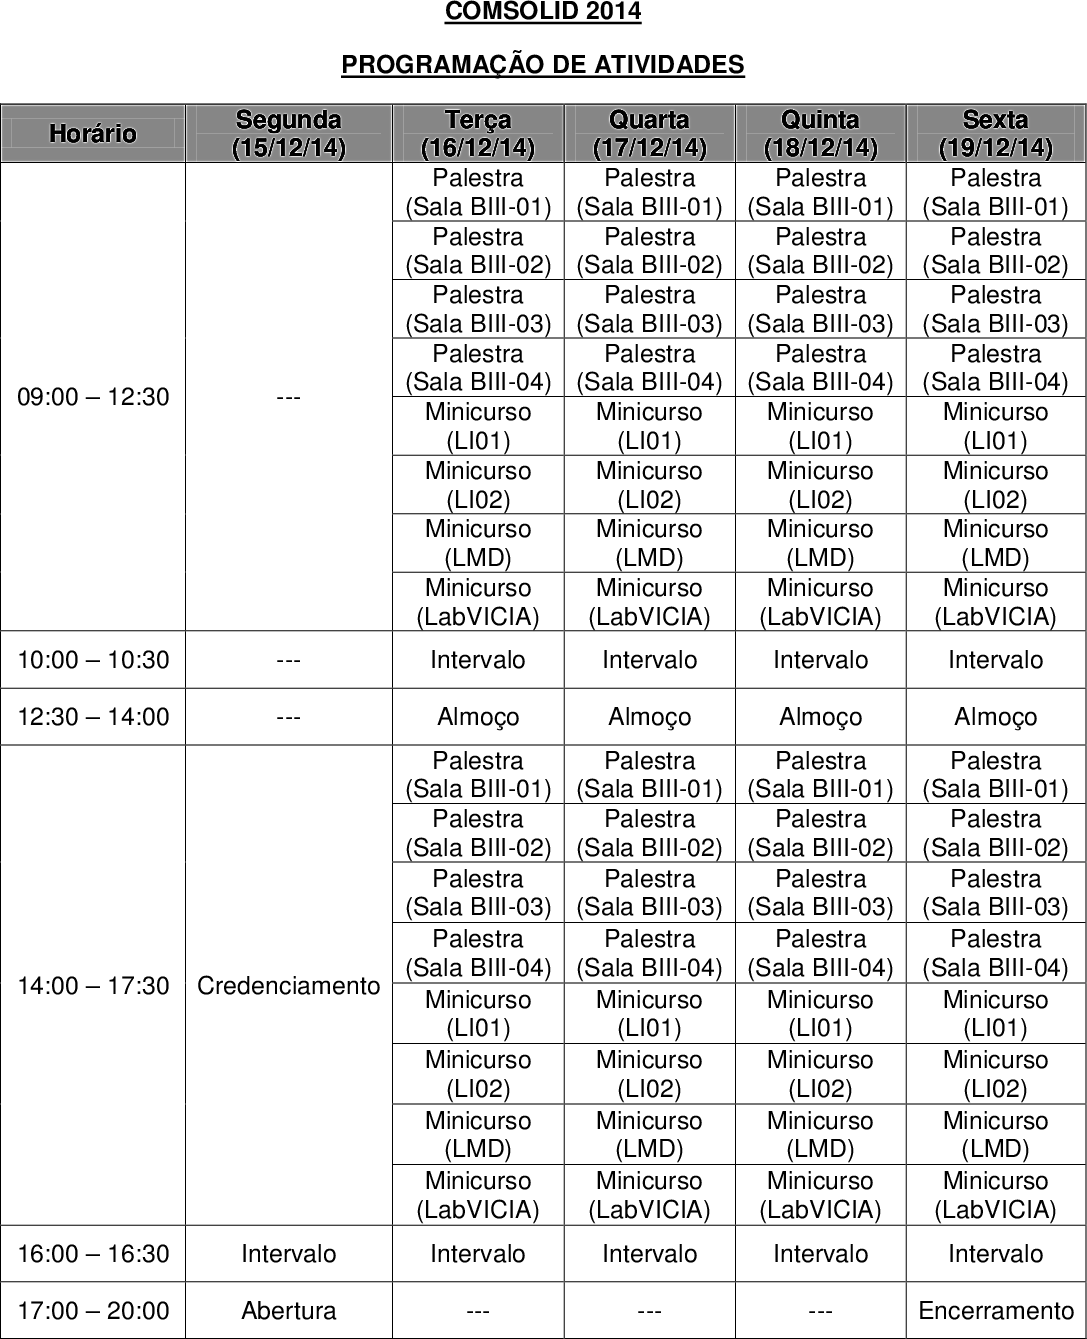 COMSOLID 2014
PROGRAMAÇÃO DE ATIVIDADES
Horário
Segunda
(15/12/14)
Terça
(16/12/14)
Quarta
(17/12/14)
Quinta
(18/12/14)
Sexta
(19/12/14)
09:00 – 12:30
---
Palestra
(Sala BIII-01)
Palestra
(Sala BIII-01)
Palestra
(Sala BIII-01)
Palestra
(Sala BIII-01)
Palestra
(Sala BIII-02)
Palestra
(Sala BIII-02)
Palestra
(Sala BIII-02)
Palestra
(Sala BIII-02)
Palestra
(Sala BIII-03)
Palestra
(Sala BIII-03)
Palestra
(Sala BIII-03)
Palestra
(Sala BIII-03)
Palestra
(Sala BIII-04)
Palestra
(Sala BIII-04)
Palestra
(Sala BIII-04)
Palestra
(Sala BIII-04)
Minicurso
(LI01)
Minicurso
(LI01)
Minicurso
(LI01)
Minicurso
(LI01)
Minicurso
(LI02)
Minicurso
(LI02)
Minicurso
(LI02)
Minicurso
(LI02)
Minicurso
(LMD)
Minicurso
(LMD)
Minicurso
(LMD)
Minicurso
(LMD)
Minicurso
(LabVICIA)
Minicurso
(LabVICIA)
Minicurso
(LabVICIA)
Minicurso
(LabVICIA)
10:00 – 10:30
---
Intervalo
Intervalo
Intervalo
Intervalo
12:30 – 14:00
---
Almoço
Almoço
Almoço
Almoço
14:00 – 17:30
Credenciamento
Palestra
(Sala BIII-01)
Palestra
(Sala BIII-01)
Palestra
(Sala BIII-01)
Palestra
(Sala BIII-01)
Palestra
(Sala BIII-02)
Palestra
(Sala BIII-02)
Palestra
(Sala BIII-02)
Palestra
(Sala BIII-02)
Palestra
(Sala BIII-03)
Palestra
(Sala BIII-03)
Palestra
(Sala BIII-03)
Palestra
(Sala BIII-03)
Palestra
(Sala BIII-04)
Palestra
(Sala BIII-04)
Palestra
(Sala BIII-04)
Palestra
(Sala BIII-04)
Minicurso
(LI01)
Minicurso
(LI01)
Minicurso
(LI01)
Minicurso
(LI01)
Minicurso
(LI02)
Minicurso
(LI02)
Minicurso
(LI02)
Minicurso
(LI02)
Minicurso
(LMD)
Minicurso
(LMD)
Minicurso
(LMD)
Minicurso
(LMD)
Minicurso
(LabVICIA)
Minicurso
(LabVICIA)
Minicurso
(LabVICIA)
Minicurso
(LabVICIA)
16:00 – 16:30
Intervalo
Intervalo
Intervalo
Intervalo
Intervalo
17:00 – 20:00
Abertura
---
---
---
Encerramento